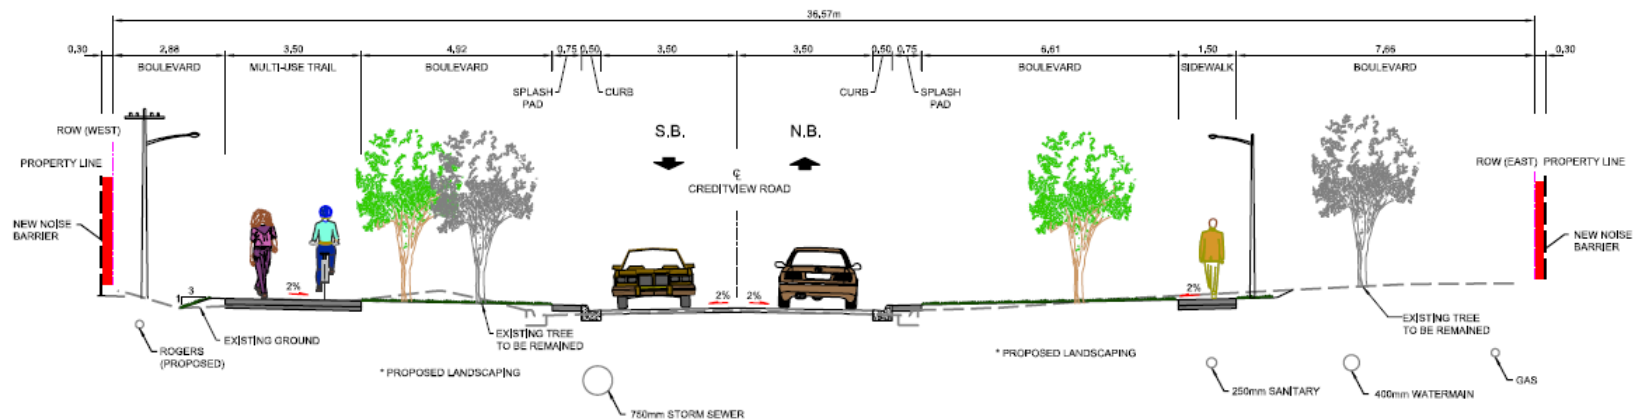 36,57m
0,30
2,88
3,50
4,92
0,75
0,50
3,50
3,50
0,50
0,75
6,61
1,50
7,66
0,30
BOULEVARD
MULTI-USE TRAIL
BOULEVARD
BOULEVARD
SIDEWALK
BOULEVARD
SPLASH
PAD
CURB
CURB
SPLASH
PAD
ROW (WEST)
S.B.
N.B.
PROPERTY LINE
ROW (EAST) PROPERTY LINE
CREDITVIEW ROAD
NEW NOISE
BARRIER
NEW NOISE
BARRIER
1
3
2%
2%
2%
2%
EXISTING GROUND
EXISTING TREE
TO BE REMAINED
EXISTING TREE
TO BE REMAINED
ROGERS
(PROPOSED)
* PROPOSED LANDSCAPING
* PROPOSED LANDSCAPING
GAS
250mm SANITARY
400mm WATERMAIN
750mm STORM SEWER